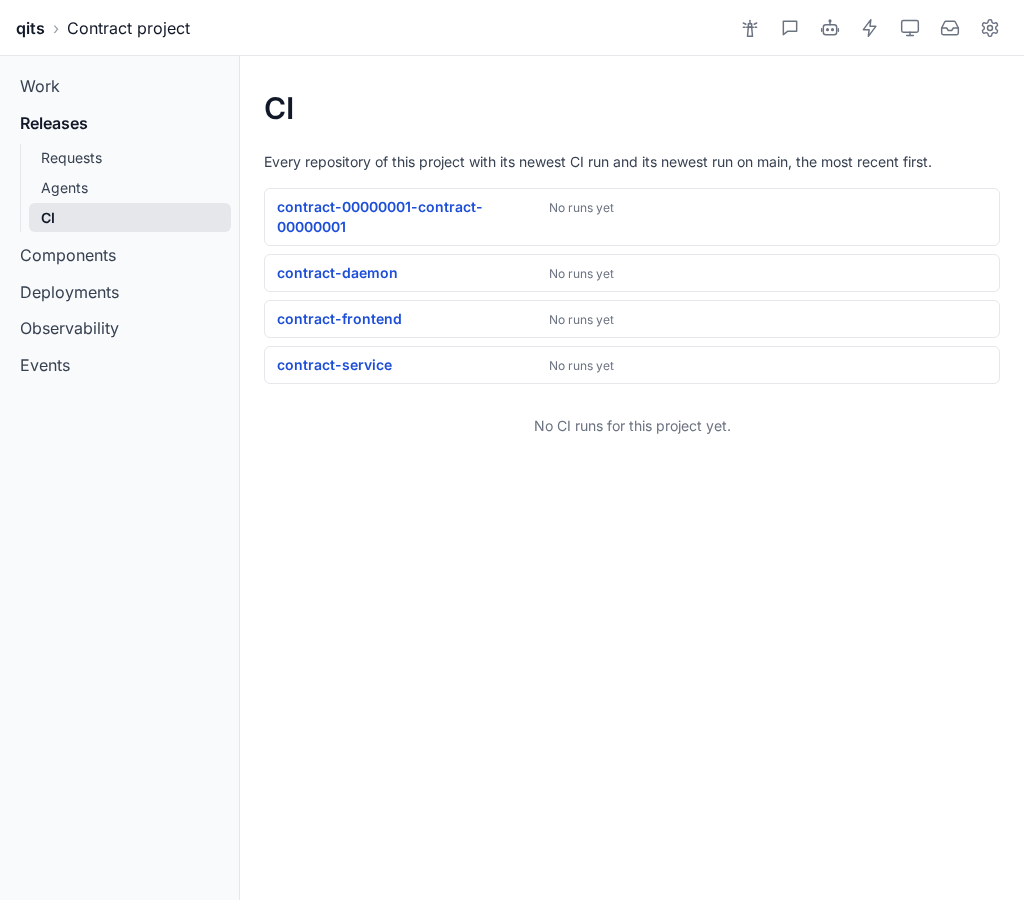 qits › Contract project
Work
Releases
Requests
Agents
CI
Components
Deployments
Observability
Events
CI
Every repository of this project with its newest CI run and its newest run on main, the most recent first.
contract-00000001-contract-
00000001
No runs yet
contract-daemon
No runs yet
contract-frontend
No runs yet
contract-service
No runs yet
No CI runs for this project yet.